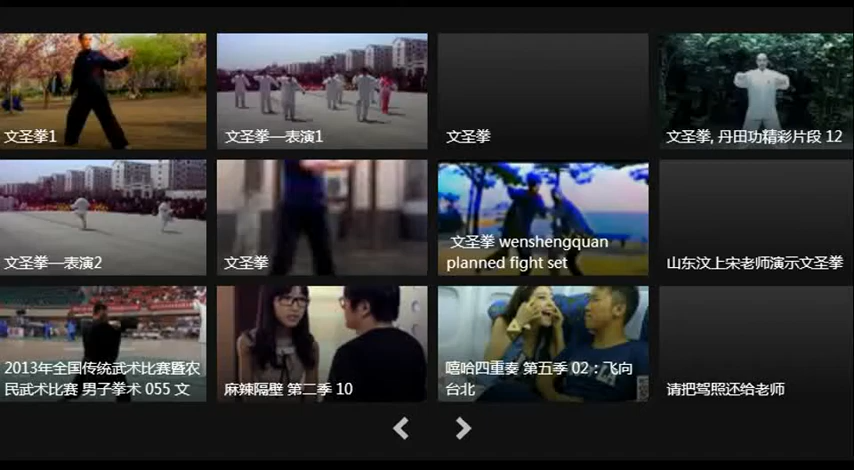 文圣拳1
文圣拳—表演1
文圣拳
文圣拳, 丹田功精彩片段 12
文圣拳—表演2
文圣拳
文圣拳 wenshengquan
planned fight set
山东汶上宋老师演示文圣拳
2013年全国传统武术比赛暨农
民武术比赛 男子拳术 055 文
麻辣隔壁 第二季 10
嘻哈四重奏 第五季 02：飞向
台北
请把驾照还给老师